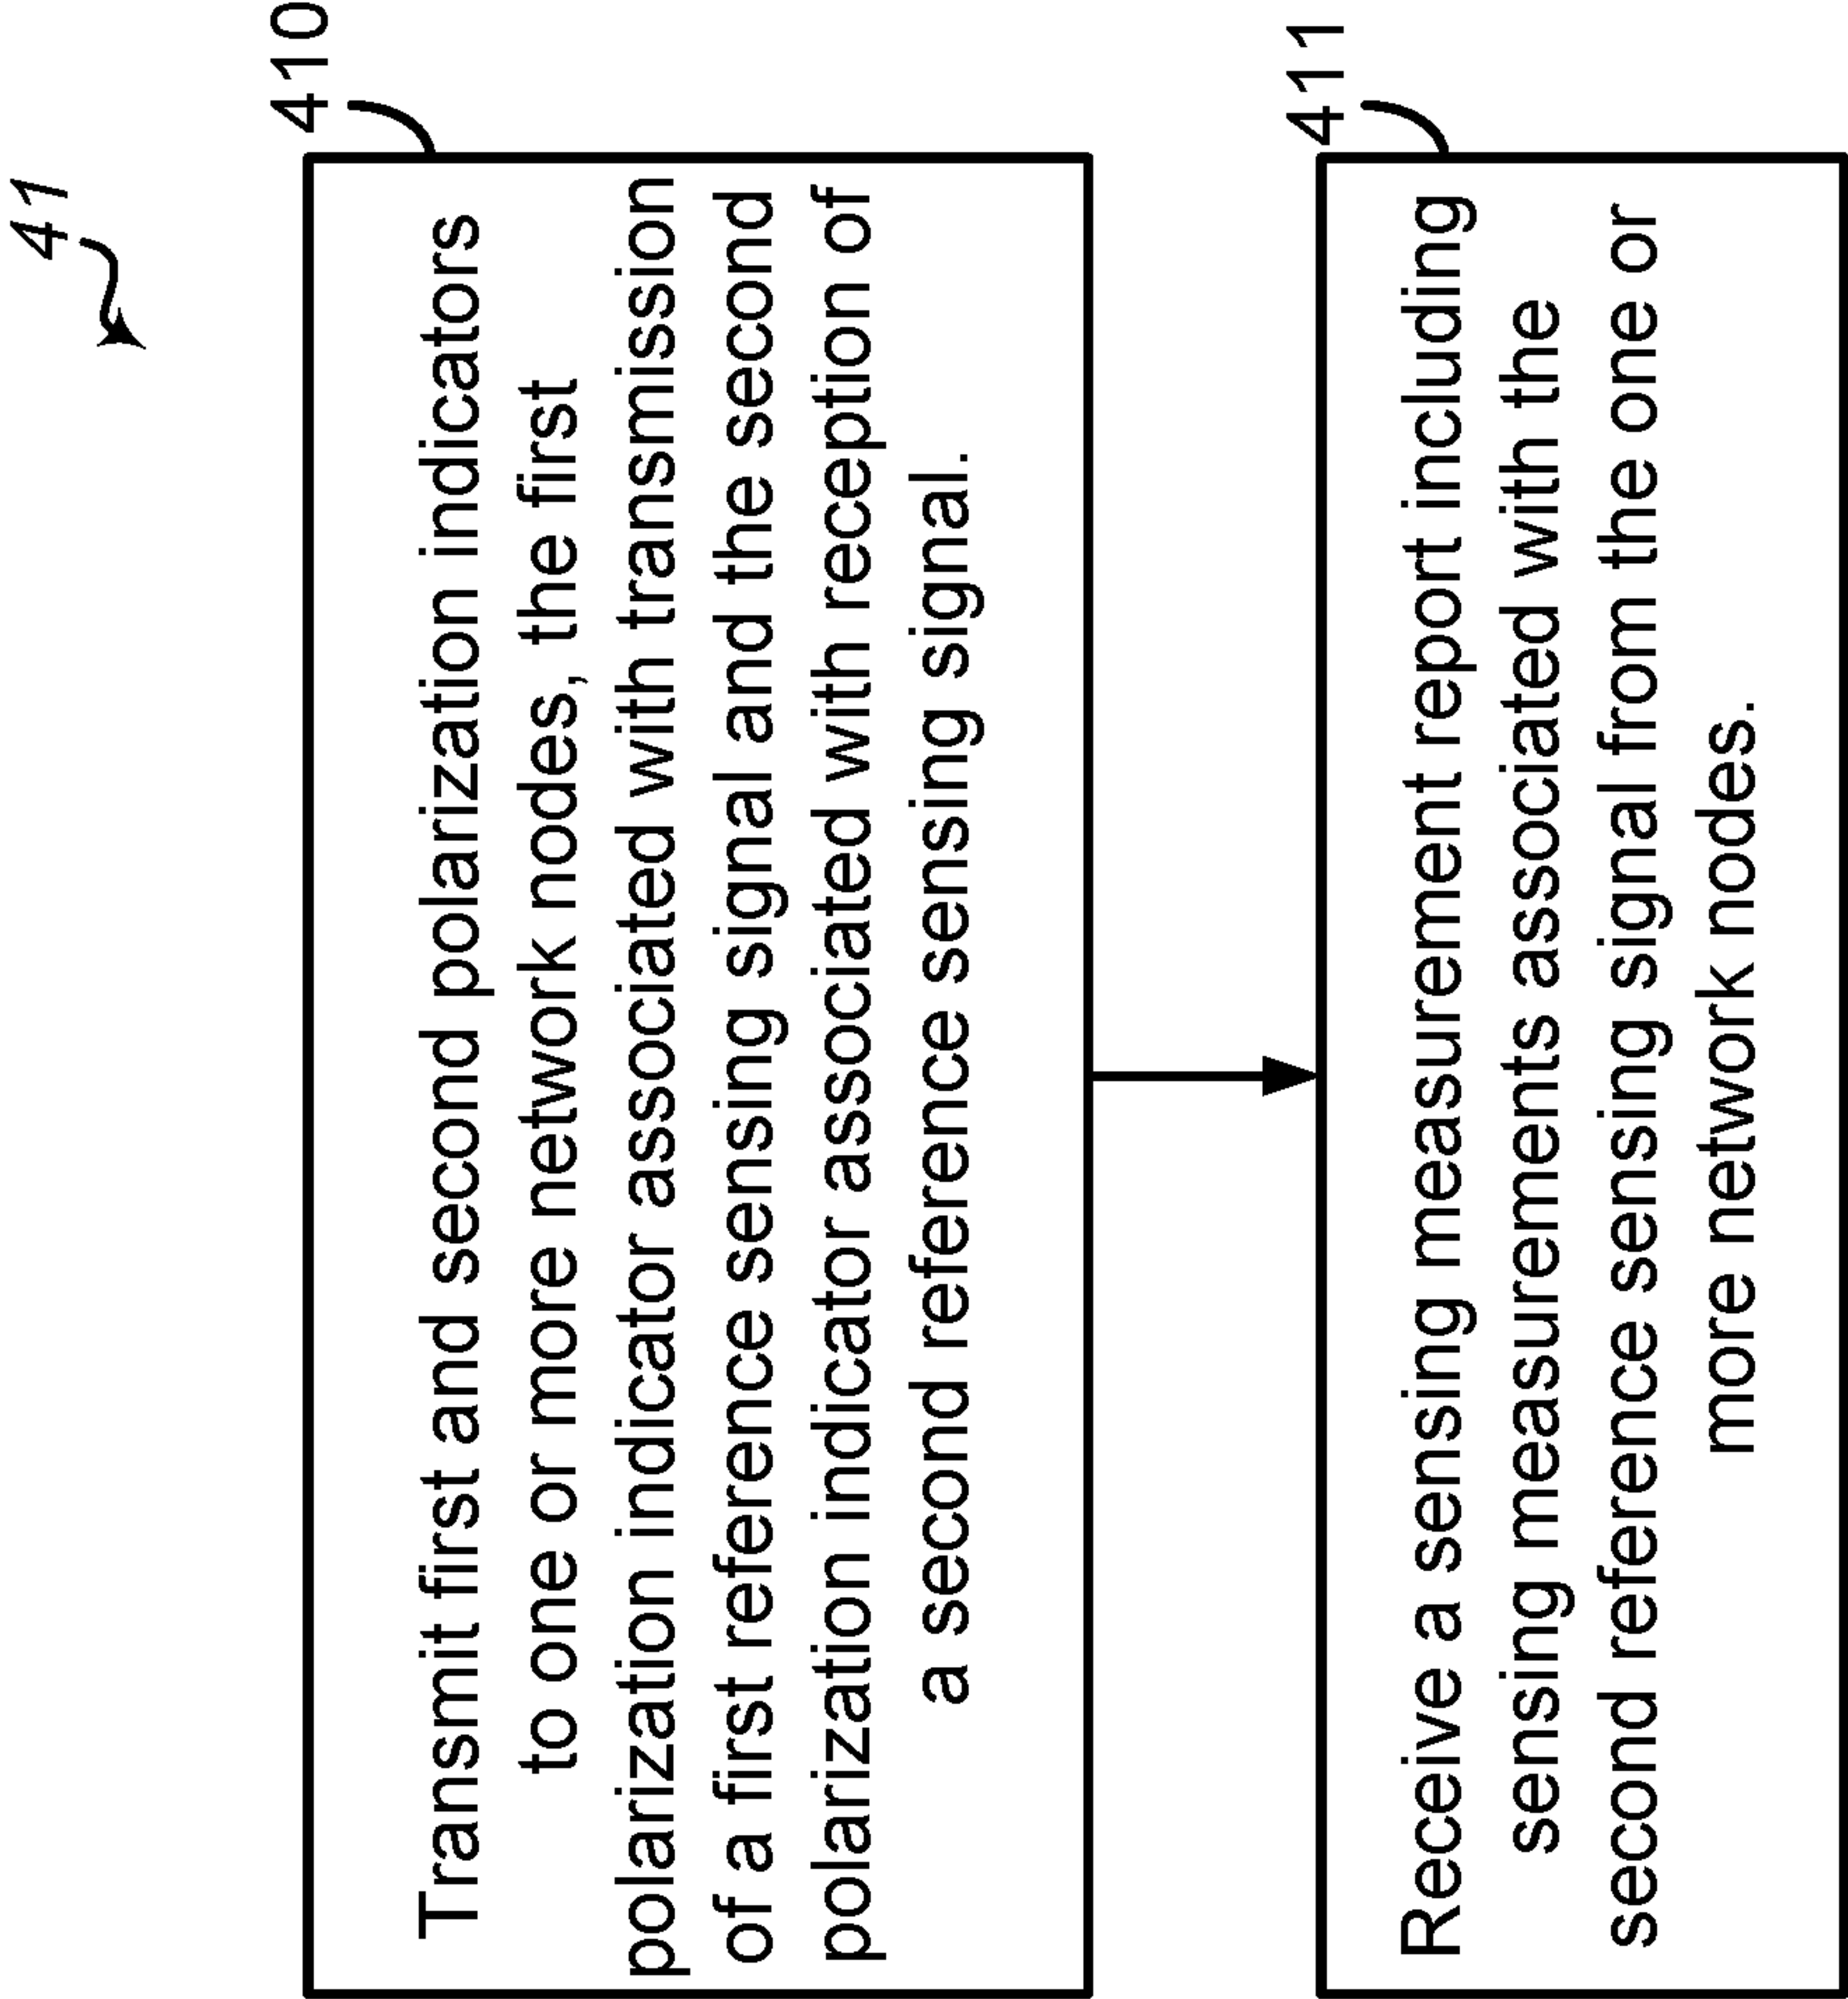 41
410
Transmit first and second polarization indicators
to one or more network nodes, the first
polarization indicator associated with transmission
of a first reference sensing signal and the second
polarization indicator associated with reception of
a second reference sensing signal.
411
Receive a sensing measurement report including
sensing measurements associated with the
second reference sensing signal from the one or
more network nodes.